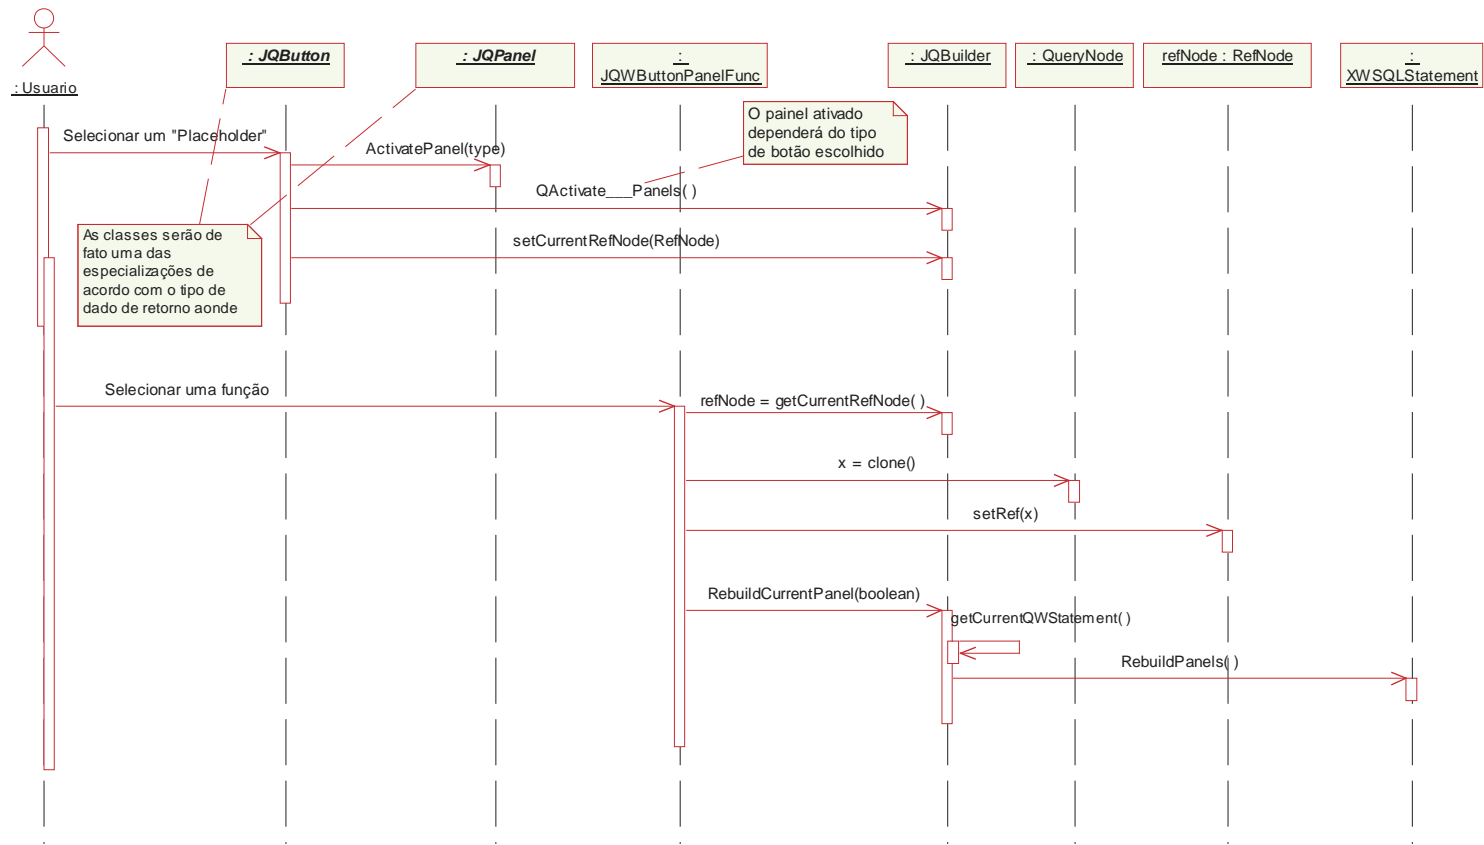 : Usuario
: JQButton
: JQPanel
:
JQWButtonPanelFunc
: JQBuilder
: QueryNode
refNode : RefNode
:
XWSQLStatement
O painel ativado
dependerá do tipo
de botão escolhido
Selecionar um "Placeholder"
ActivatePanel(type)
QActivate___Panels( )
As classes serão de
fato uma das
especializações de
acordo com o tipo de
dado de retorno aonde
setCurrentRefNode(RefNode)
Selecionar uma função
refNode = getCurrentRefNode( )
x = clone()
setRef(x)
RebuildCurrentPanel(boolean)
getCurrentQWStatement( )
RebuildPanels( )